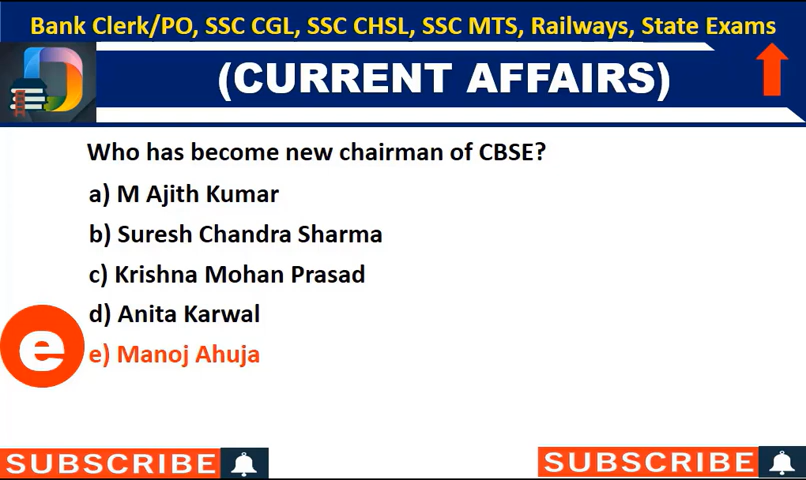 Bank Clerk/PO, SSC CGL, SSC CHSL, SSC MTS, Railways, State Exams
(CURRENT AFFAIRS)
Who has become new chairman of CBSE?
a) M Ajith Kumar
b) Suresh Chandra Sharma
c) Krishna Mohan Prasad
d) Anita Karwal
e
e) Manoj Ahuja
SUBSCRIBE
SUBSCRIBE